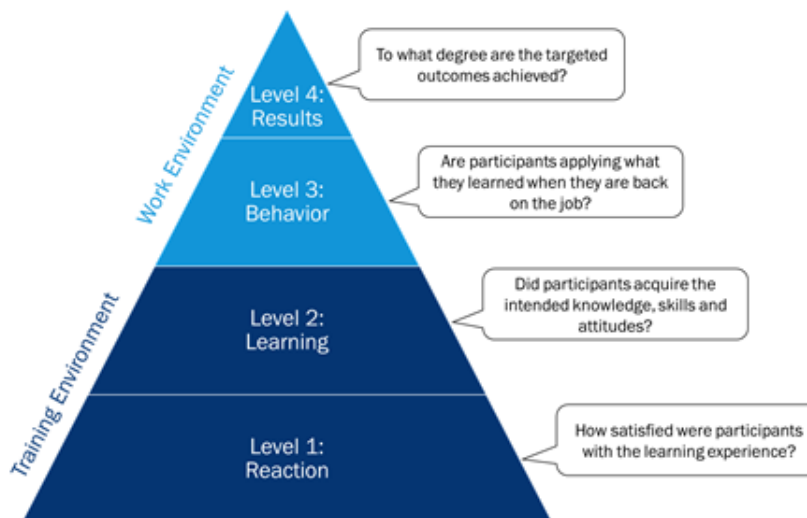 To what degree are the targeted
outcomes achieved?
Level 4:
Results
Work Environment
Are participants applying what
they learned when they are back
on the job?
Level 3:
Behavior
Did participants acquire the
intended knowledge, skills and
attitudes?
Level 2:
Learning
Training Environment
How satisfied were participants
with the learning experience?
Level 1:
Reaction